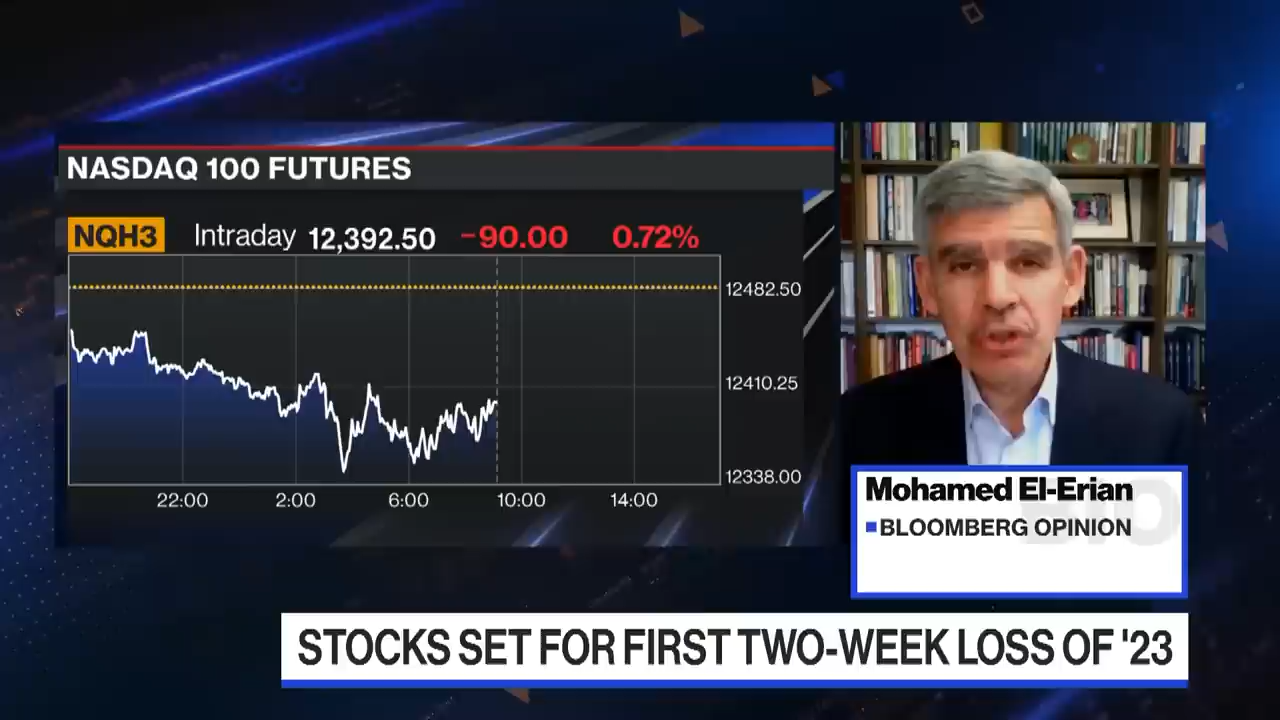 NASDAQ 100 FUTURES
NQH3 Intraday 12,392.50 -90.00 0.72%
12482.50
12410.25
12338.00
22:00 2:00 6:00 10:00 14:00
Mohamed El-Erian
BLOOMBERG OPINION
STOCKS SET FOR FIRST TWO-WEEK LOSS OF '23